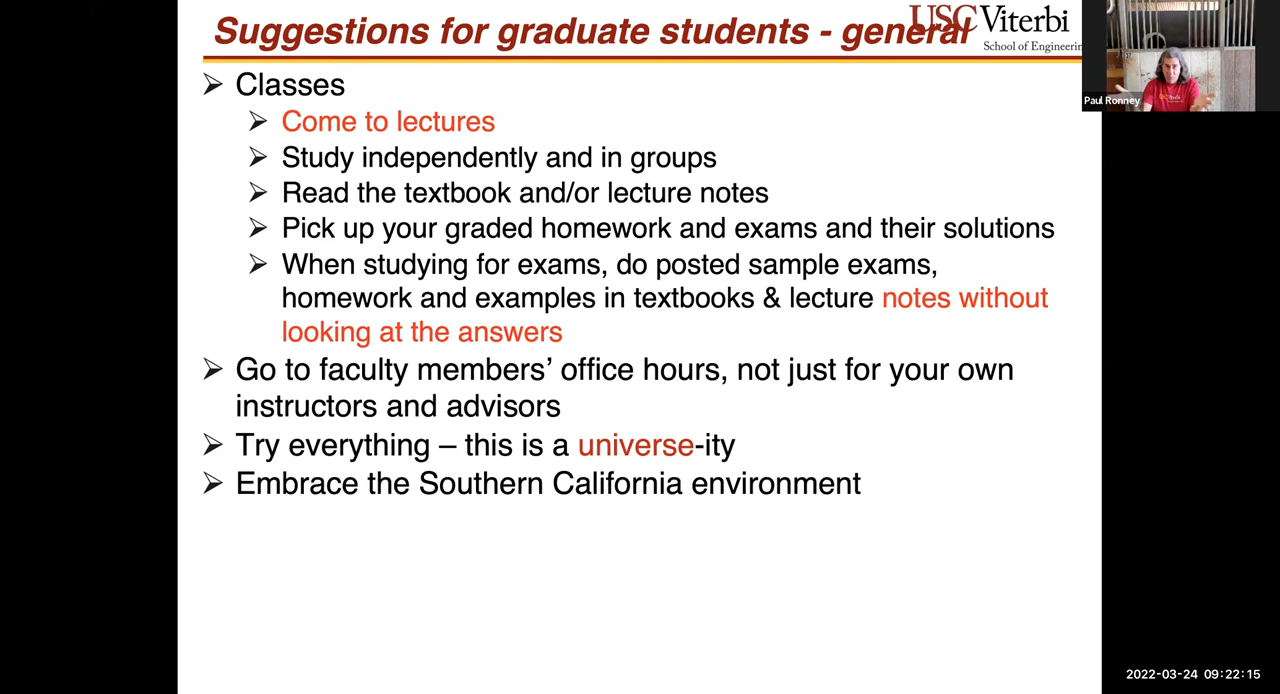 Suggestions for graduate students - general
USC Viterbi
School of Engineerin
Paul Ronney
➢ Classes
➢ Come to lectures
➢ Study independently and in groups
➢ Read the textbook and/or lecture notes
➢ Pick up your graded homework and exams and their solutions
➢ When studying for exams, do posted sample exams,
homework and examples in textbooks & lecture notes without
looking at the answers
➢ Go to faculty members’ office hours, not just for your own
instructors and advisors
➢ Try everything – this is a universe-ity
➢ Embrace the Southern California environment
2022-03-24 09:22:15